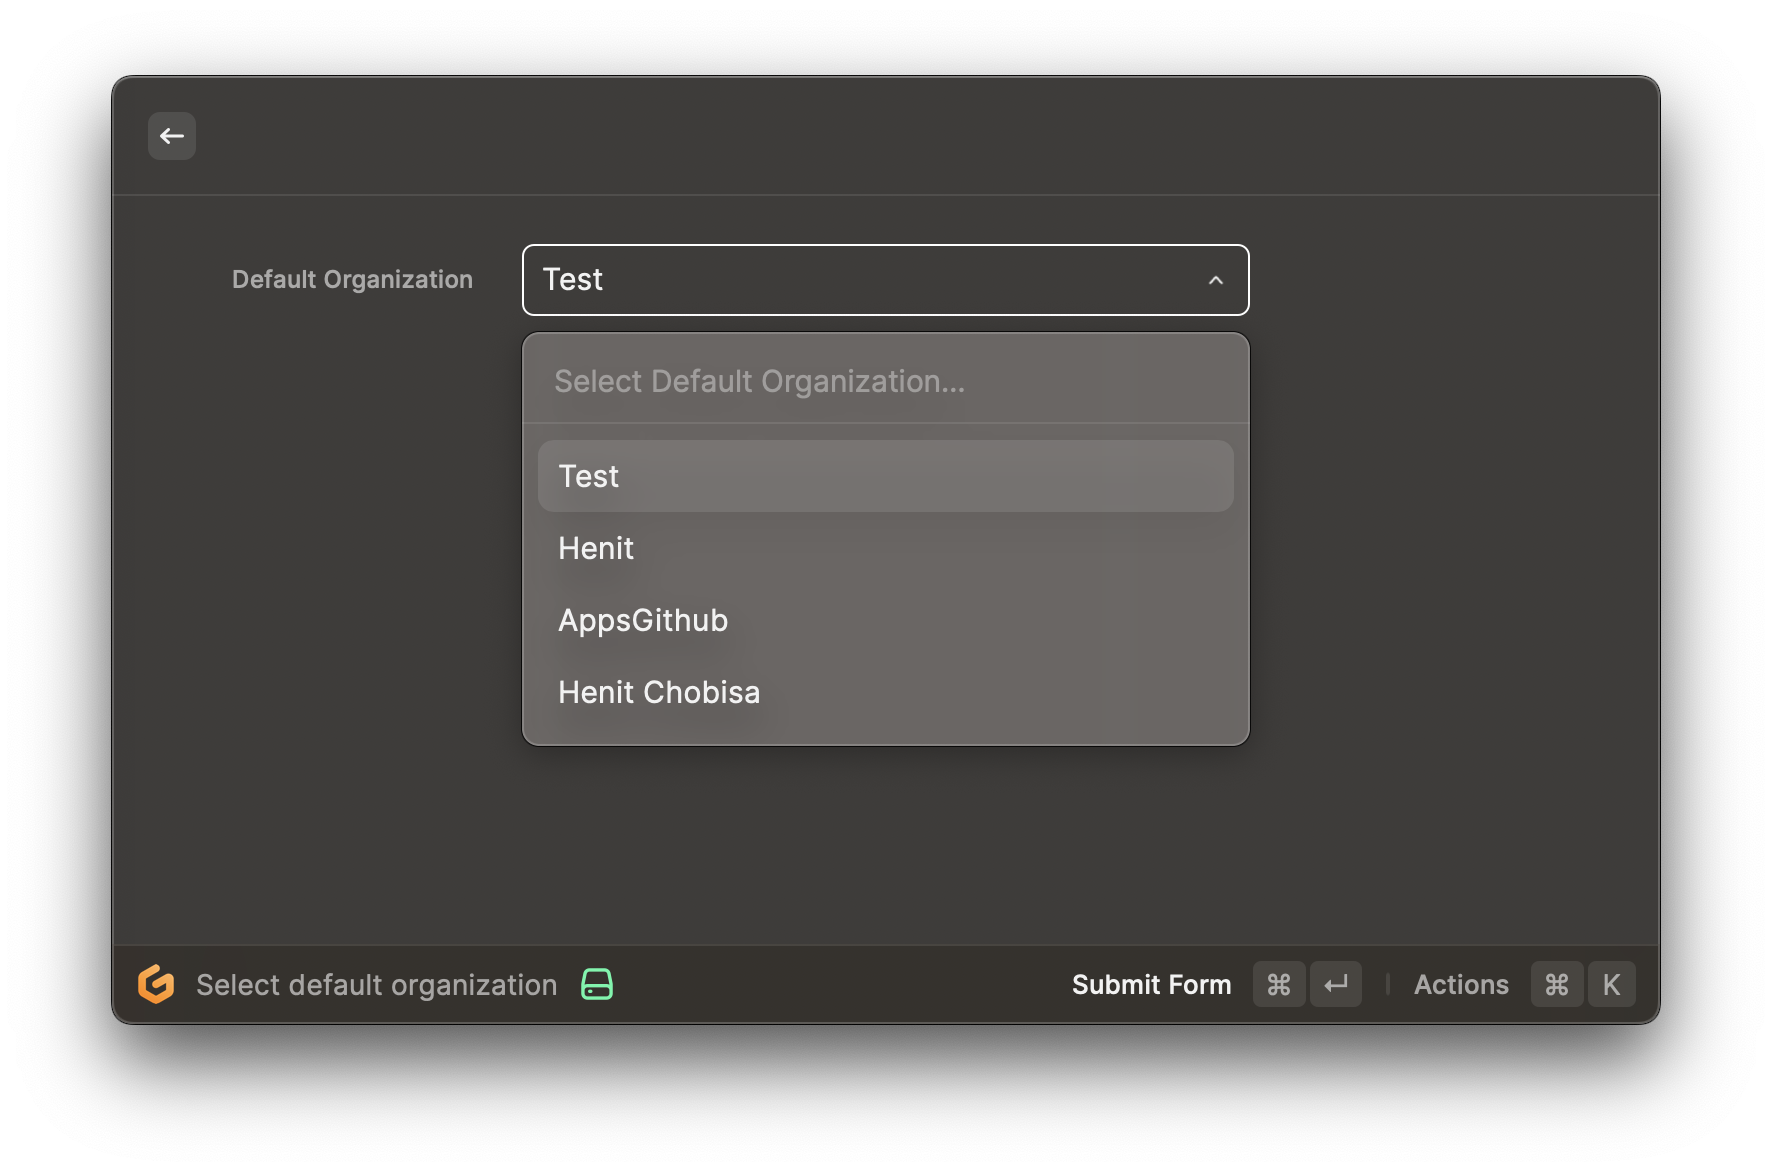 Default Organization Test
Select Default Organization...
Test
Henit
AppsGithub
Henit Chobisa
Select default organization Submit Form ⌘ ↵ Actions ⌘ K